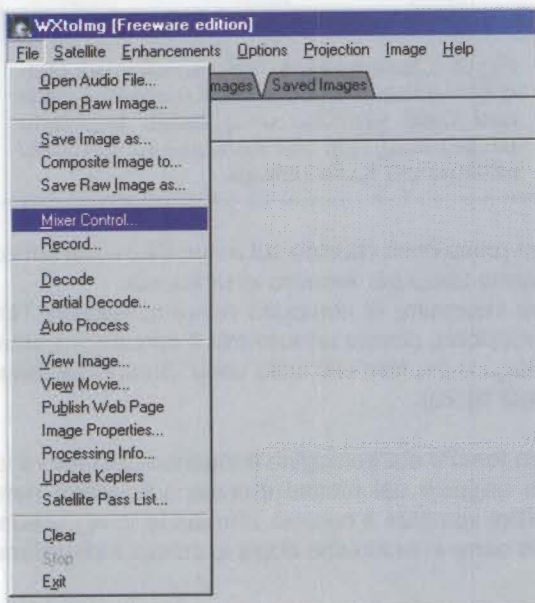 WXtoImg [Freeware edition]
File Satellite Enhancements Options Projection Image Help
Open Audio File...
Open Raw Image...
mages Saved Images
Save Image as...
Composite Image to...
Save Raw Image as...
Mixer Control...
Record...
Decode
Partial Decode...
Auto Process
View Image...
View Movie...
Publish Web Page
Image Properties...
Processing Info...
Update Keplers
Satellite Pass List...
Clear
Stop
Exit